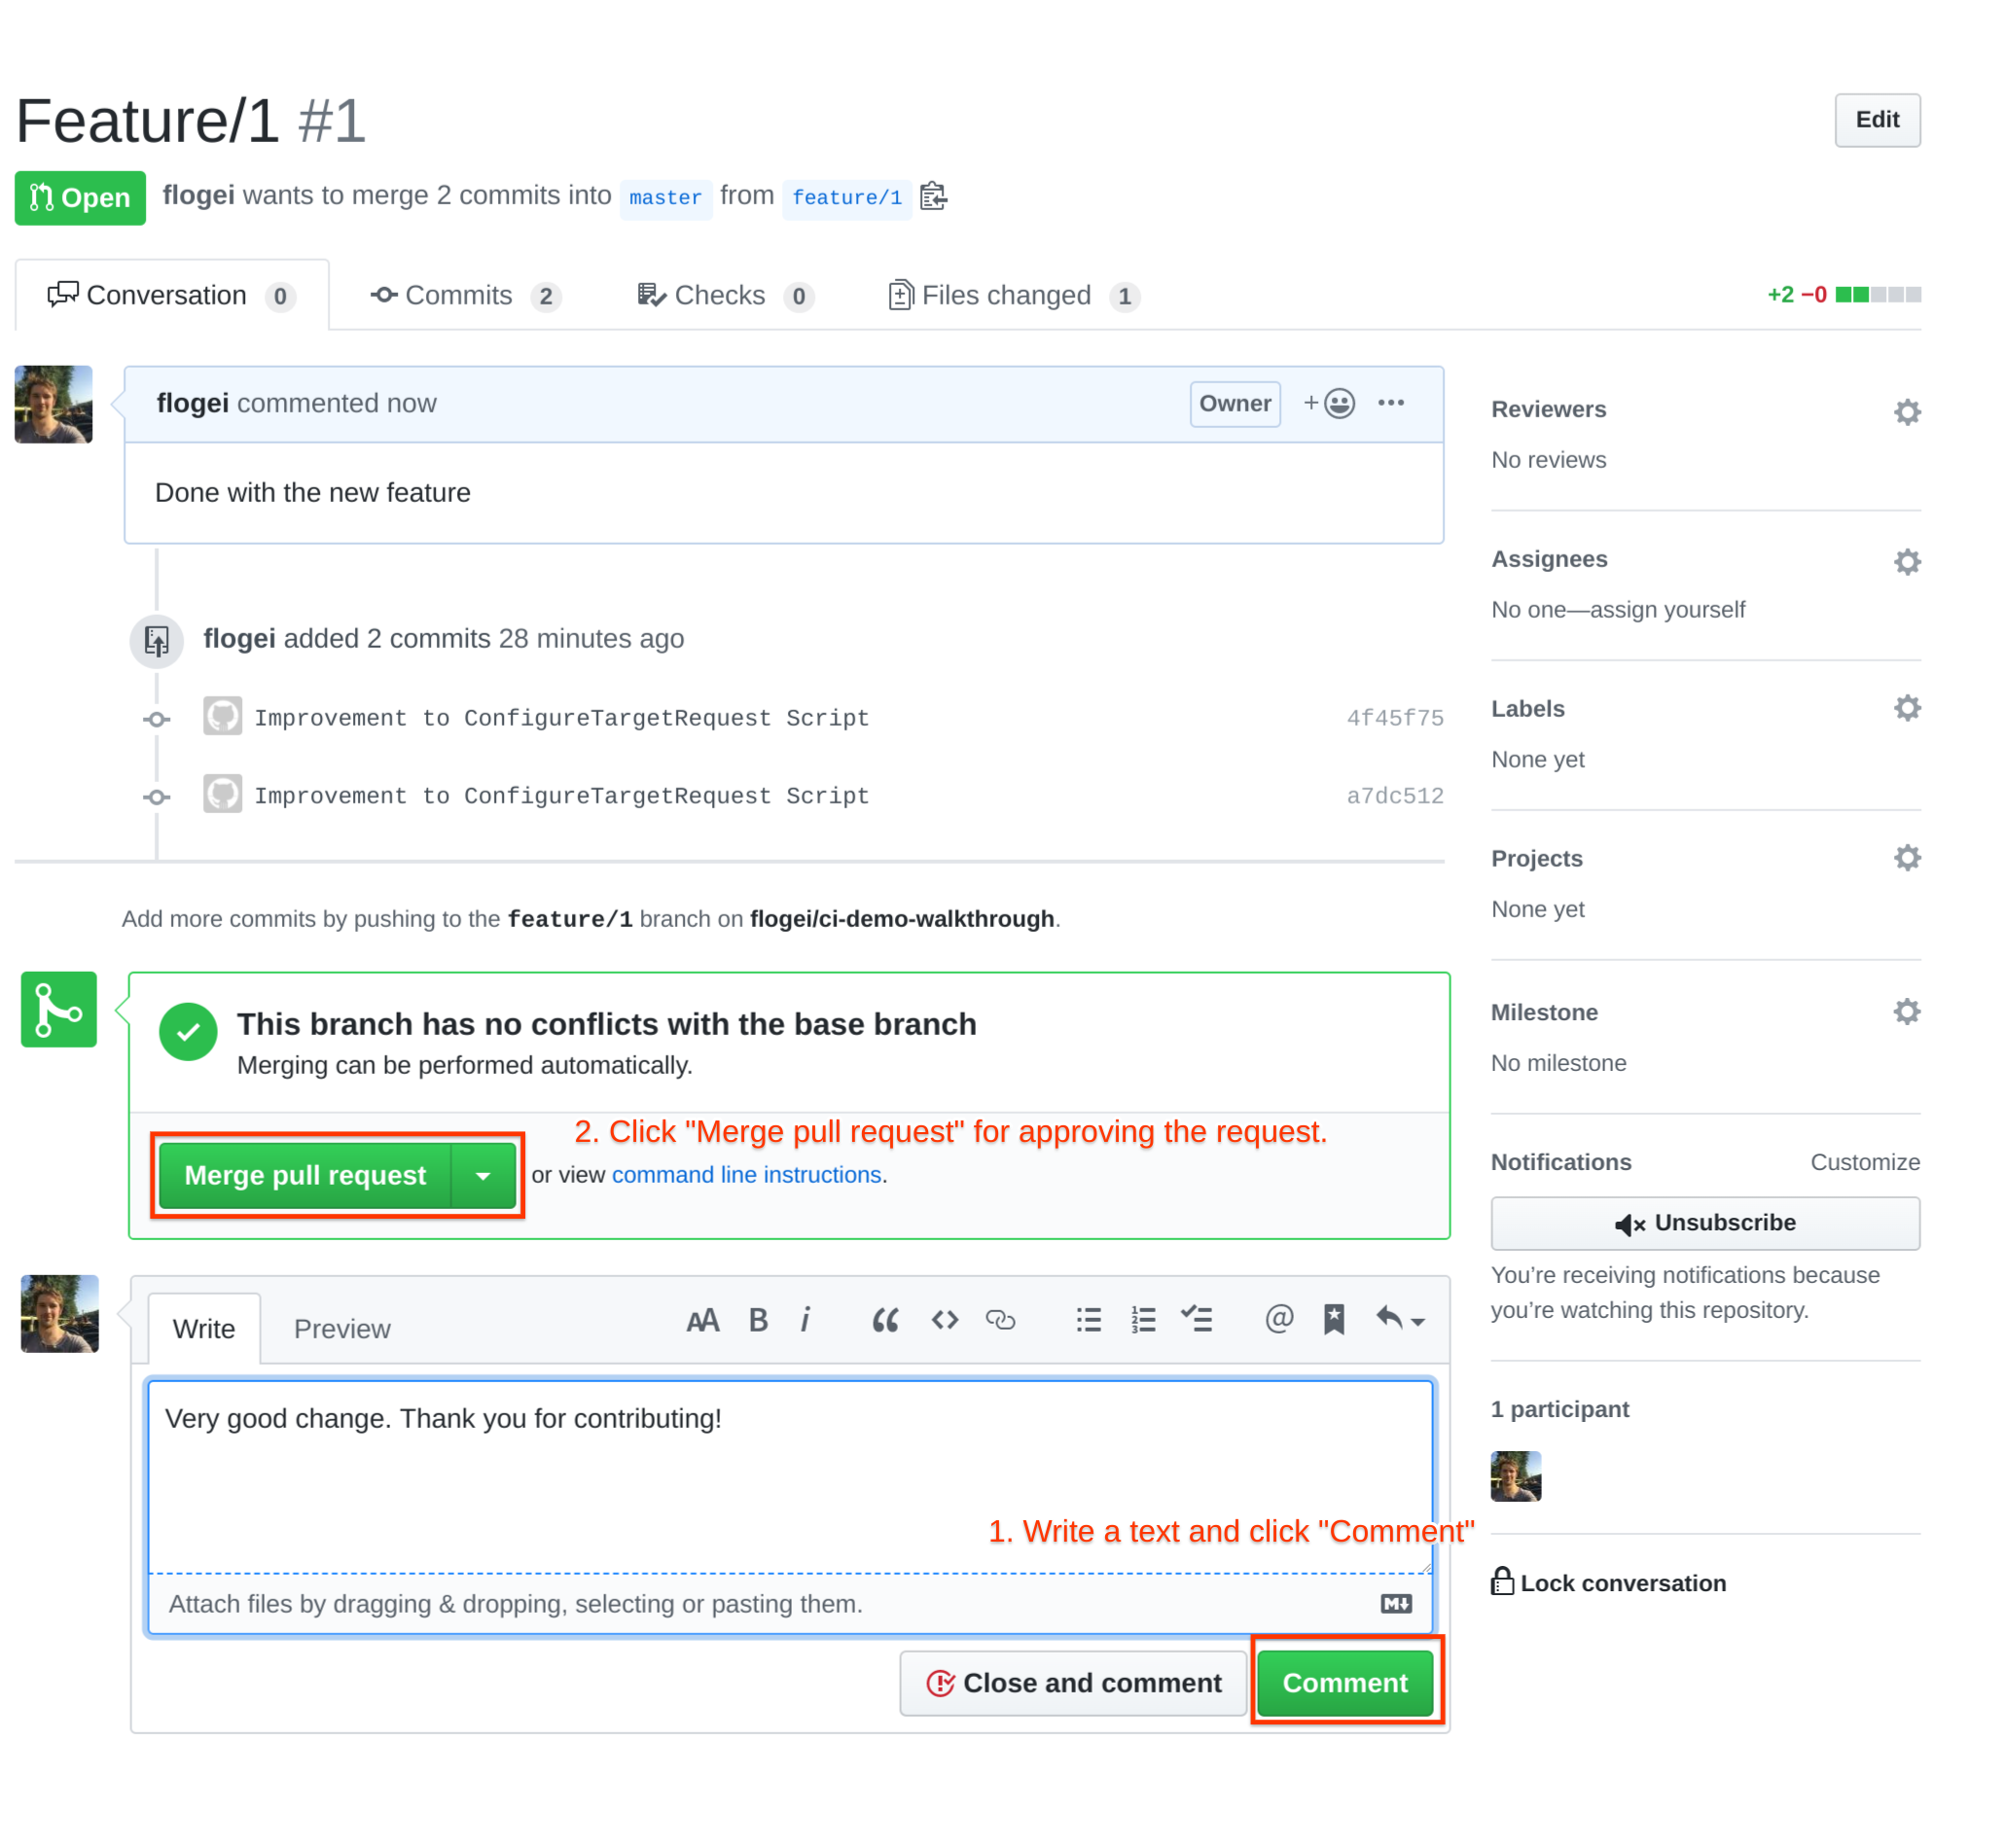 Feature/1 #1
Edit
Open flogei wants to merge 2 commits into master from feature/1
Conversation 0 Commits 2 Checks 0 Files changed 1 +2 −0
flogei commented now Owner + •••
Done with the new feature
flogei added 2 commits 28 minutes ago
Improvement to ConfigureTargetRequest Script 4f45f75
Improvement to ConfigureTargetRequest Script a7dc512
Add more commits by pushing to the feature/1 branch on flogei/ci-demo-walkthrough.
This branch has no conflicts with the base branch
Merging can be performed automatically.
2. Click "Merge pull request" for approving the request.
Merge pull request or view command line instructions.
Write Preview AA B i
Very good change. Thank you for contributing!
1. Write a text and click "Comment"
Attach files by dragging & dropping, selecting or pasting them.
Close and comment Comment
Reviewers
No reviews
Assignees
No one—assign yourself
Labels
None yet
Projects
None yet
Milestone
No milestone
Notifications Customize
Unsubscribe
You’re receiving notifications because
you’re watching this repository.
1 participant
Lock conversation